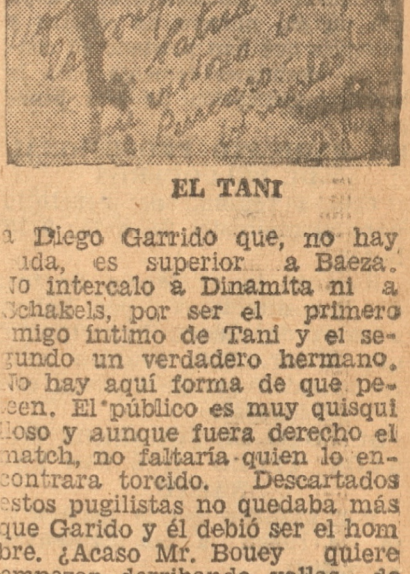 victoria
EL TANI
a Diego Garrido que, no hay
uda, es superior a Baeza.
No intercalo a Dinamita ni a
Schakels, por ser el primero
migo íntimo de Tani y el se-
gundo un verdadero hermano.
No hay aquí forma de que pe-
leen. El público es muy quisqui
lloso y aunque fuera derecho el
match, no faltaría quien lo en-
contrara torcido. Descartados
estos pugilistas no quedaba más
que Garido y él debió ser el hom
bre. ¿Acaso Mr. Bouey quiere